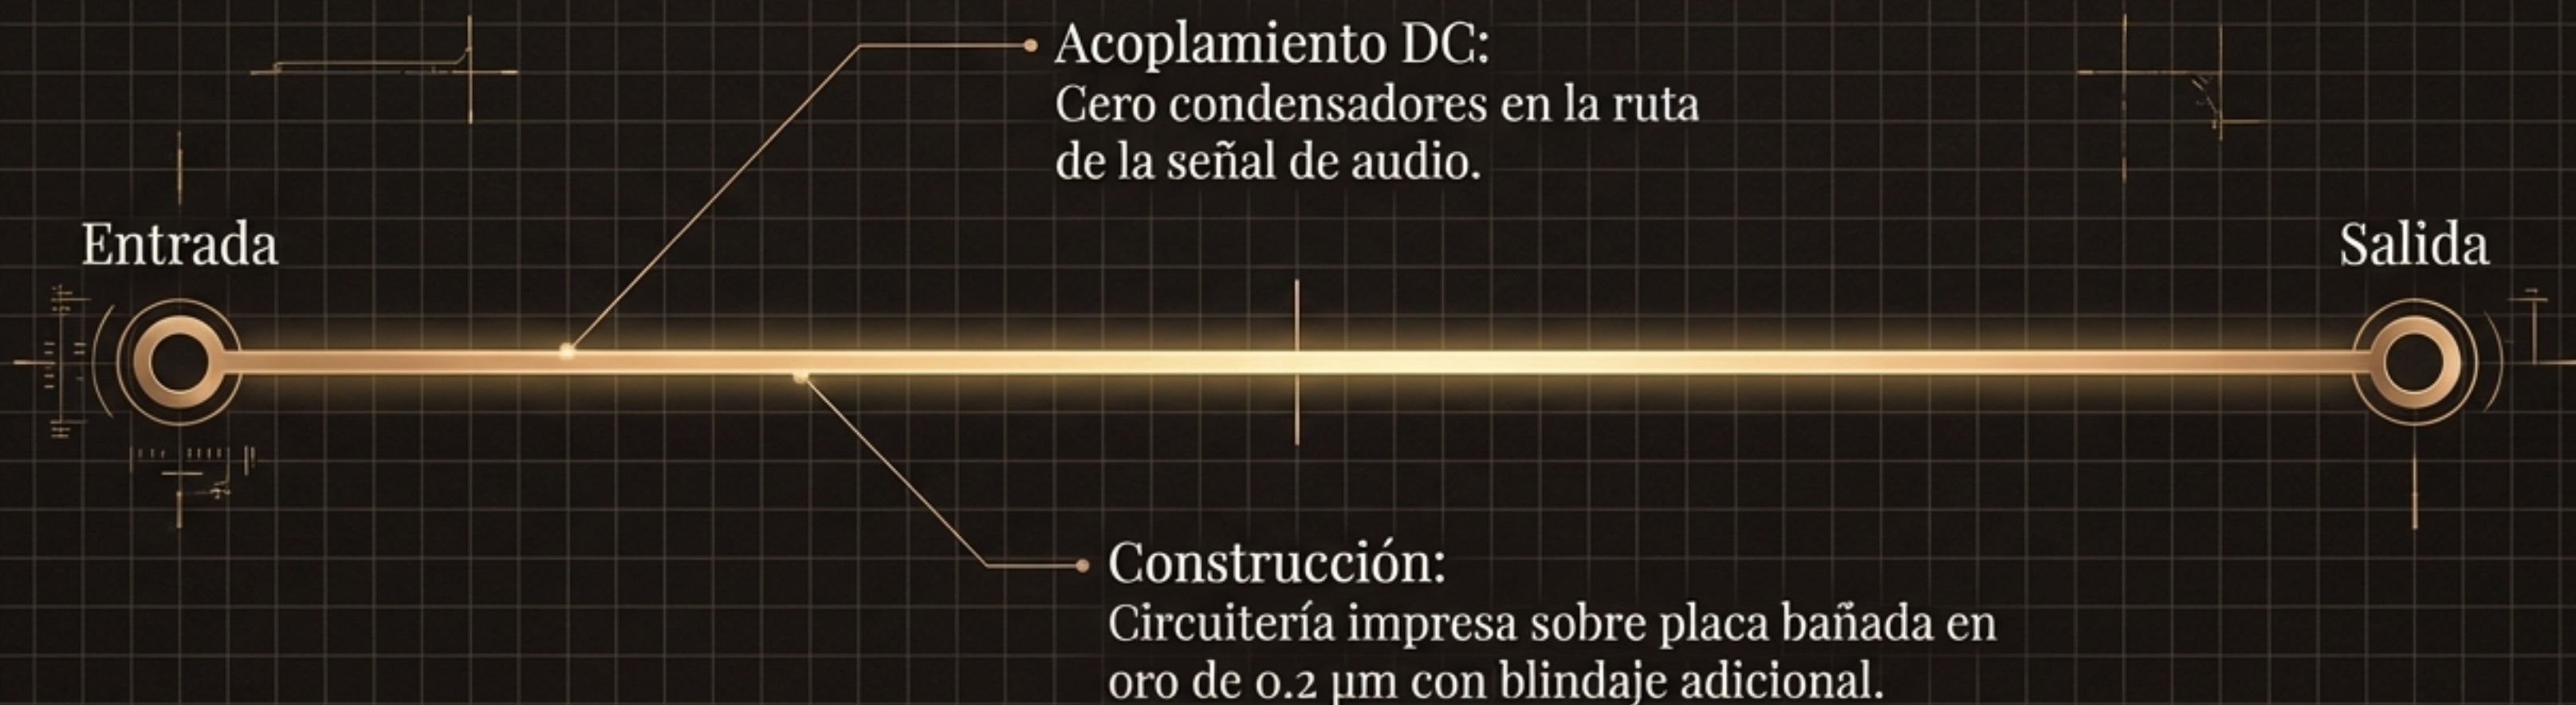 Acoplamiento DC:
Cero condensadores en la ruta
de la señal de audio.
Entrada
Salida
Construcción:
Circuitería impresa sobre placa bañada en
oro de 0.2 µm con blindaje adicional.